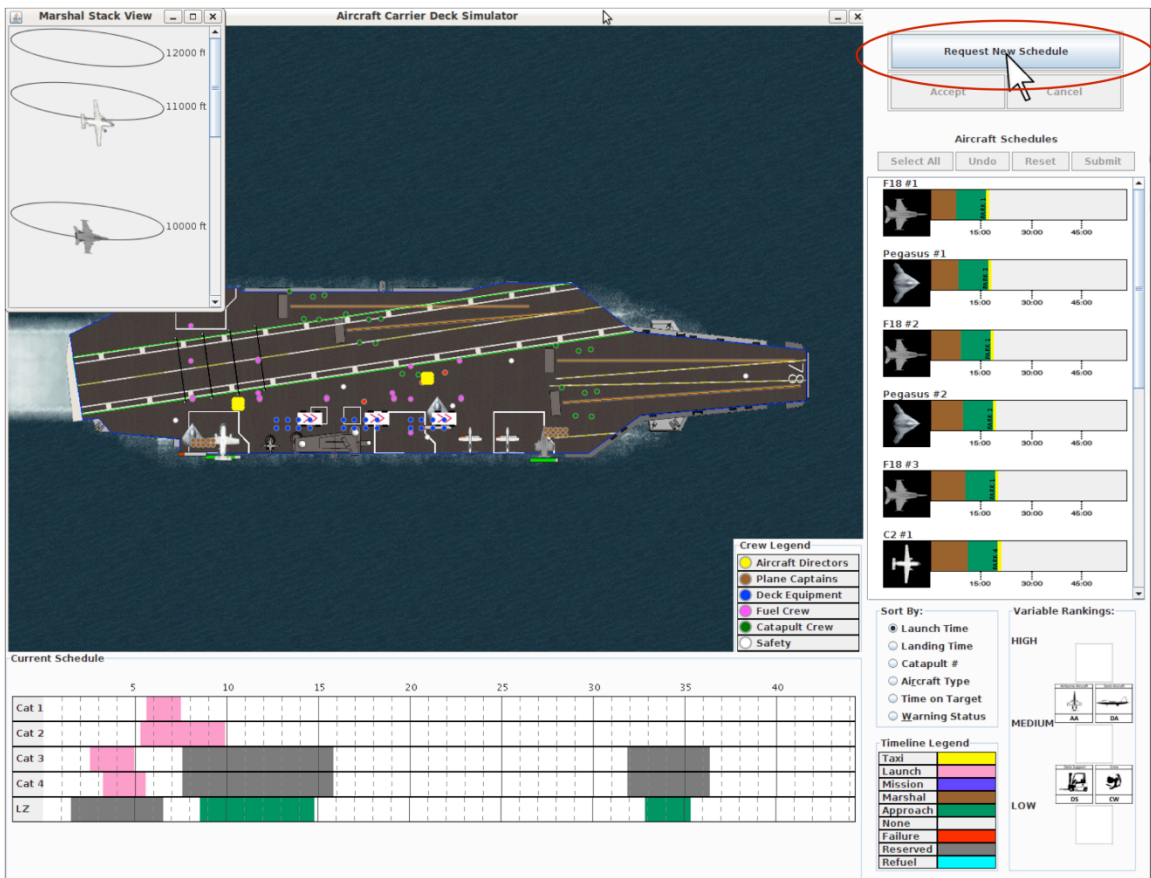 Marshal Stack View
12000 ft
11000 ft
10000 ft
Aircraft Carrier Deck Simulator
78
Crew Legend
Aircraft Directors
Plane Captains
Deck Equipment
Fuel Crew
Catapult Crew
Safety
Request New Schedule
Accept
Cancel
Aircraft Schedules
Select All
Undo
Reset
Submit
F18 #1
15:00 30:00 45:00
Pegasus #1
15:00 30:00 45:00
F18 #2
15:00 30:00 45:00
Pegasus #2
15:00 30:00 45:00
F18 #3
15:00 30:00 45:00
C2 #1
15:00 30:00 45:00
Current Schedule
5 10 15 20 25 30 35 40
Cat 1
Cat 2
Cat 3
Cat 4
LZ
Sort By:
Launch Time
Landing Time
Catapult #
Aircraft Type
Time on Target
Warning Status
Timeline Legend
Taxi
Launch
Mission
Marshal
Approach
None
Failure
Reserved
Refuel
Variable Rankings:
HIGH
AA DA
MEDIUM
DS CW
LOW